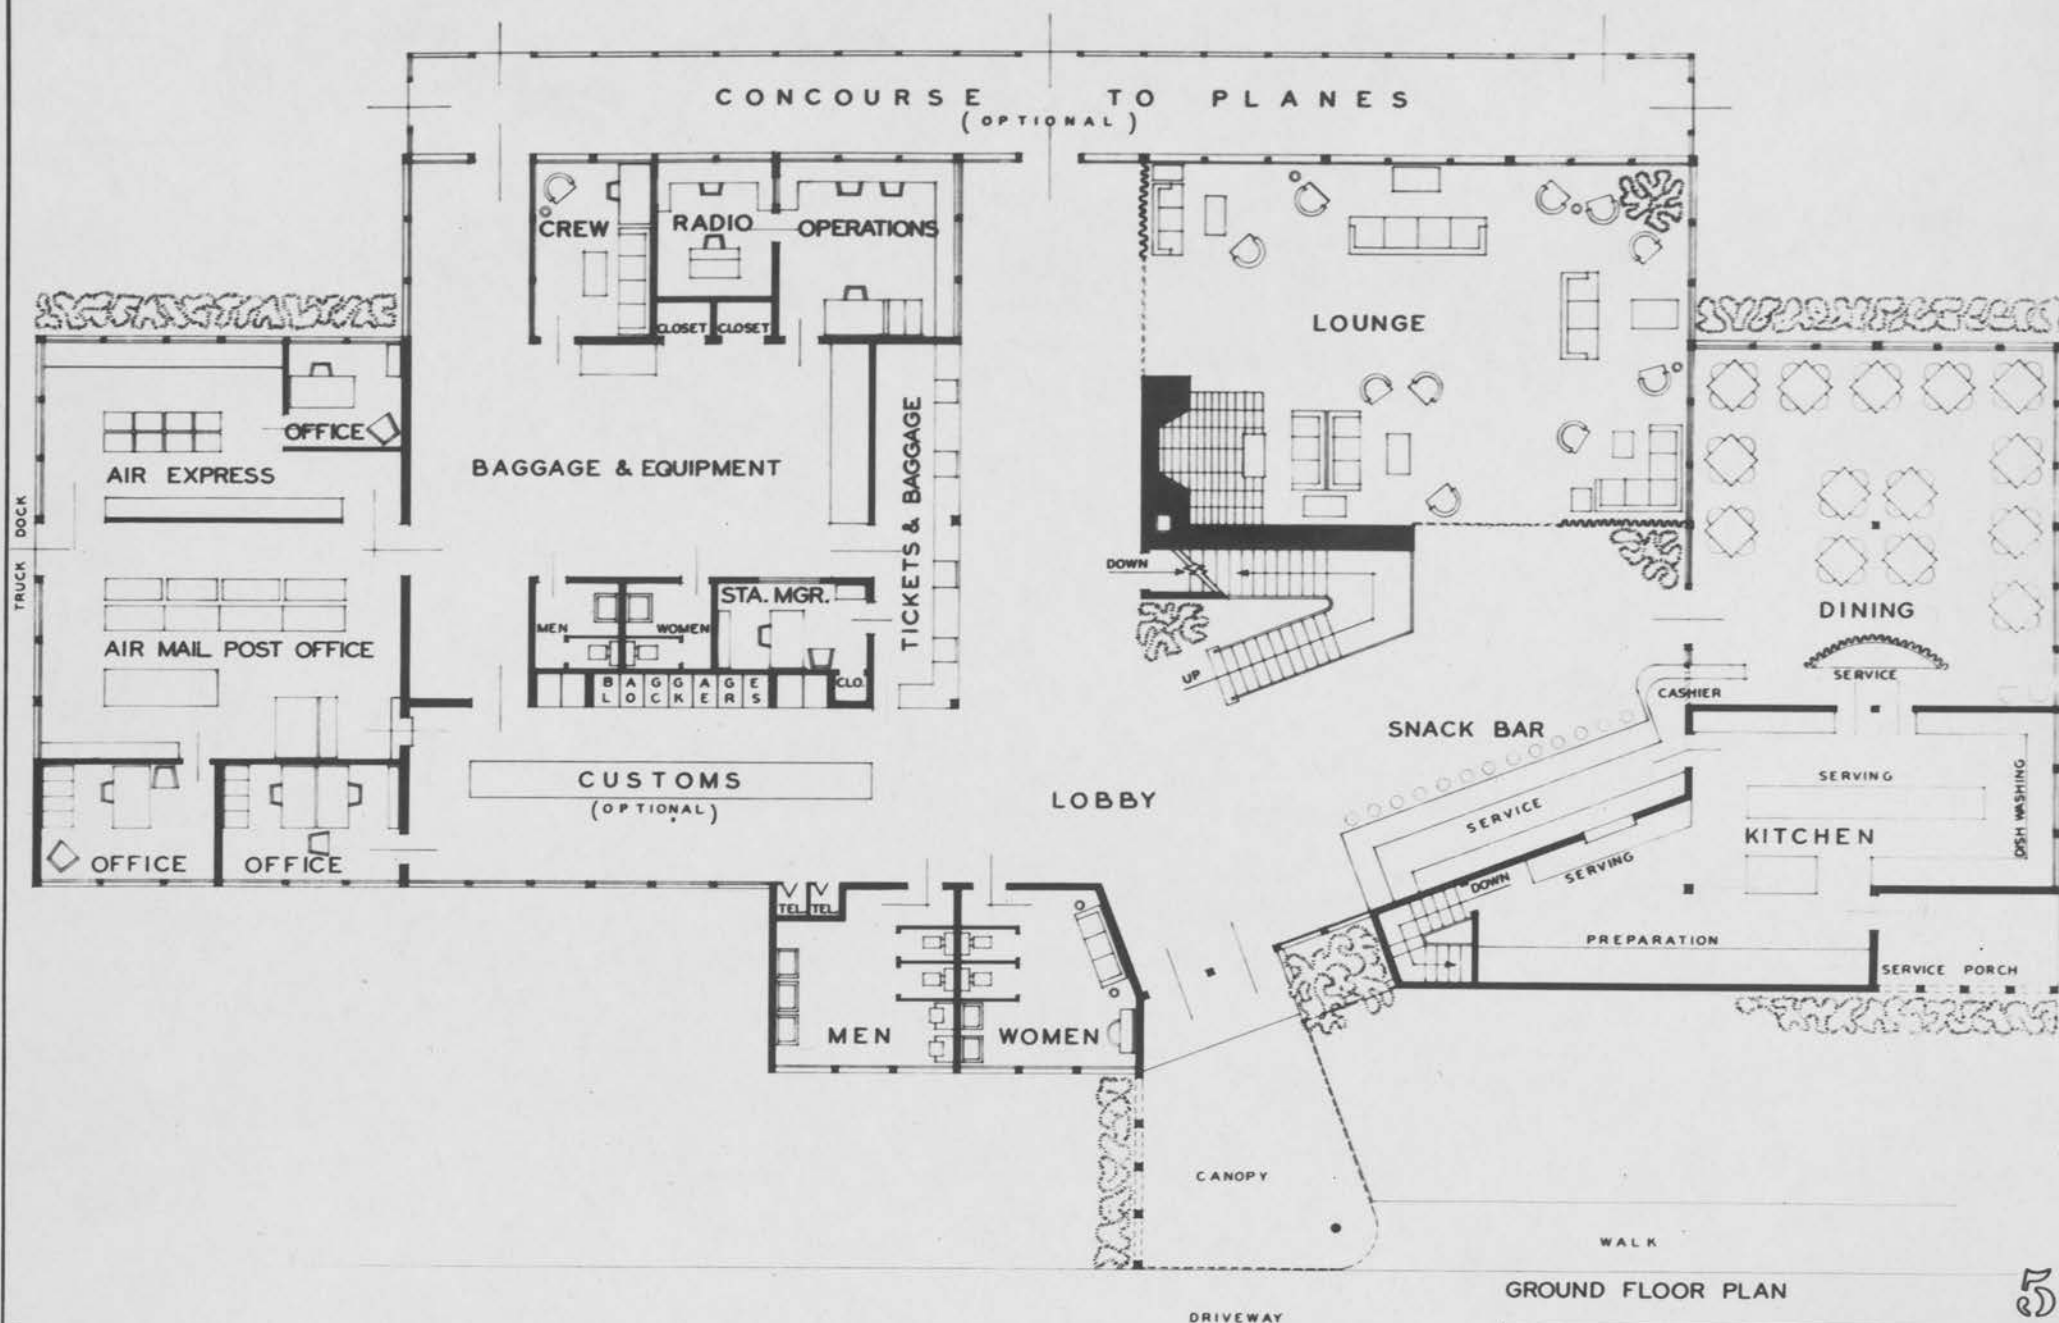 CONCOURSE TO PLANES
(OPTIONAL)
CREW
RADIO
OPERATIONS
CLOSET
CLOSET
LOUNGE
OFFICE
AIR EXPRESS
BAGGAGE & EQUIPMENT
TICKETS & BAGGAGE
TRUCK DOCK
DOWN
STA. MGR.
MEN
WOMEN
AIR MAIL POST OFFICE
UP
DINING
SERVICE
CASHIER
BAGGAGE
LOCKERS
CLO.
SNACK BAR
CUSTOMS
(OPTIONAL)
LOBBY
SERVICE
SERVING
DISH WASHING
KITCHEN
SERVING
DOWN
OFFICE
OFFICE
TEL.
TEL.
PREPARATION
SERVICE PORCH
MEN
WOMEN
CANOPY
WALK
GROUND FLOOR PLAN
5
DRIVEWAY